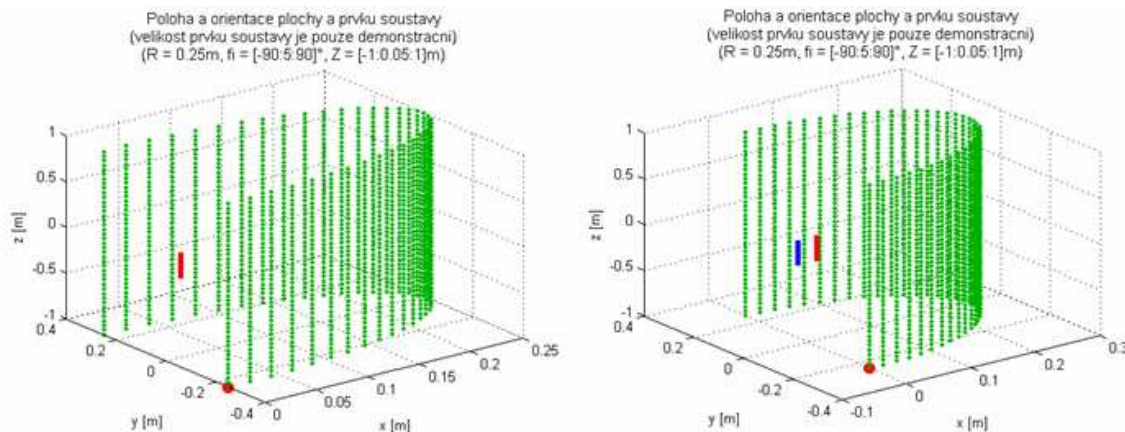 Poloha a orientace plochy a prvku soustavy
(velikost prvku soustavy je pouze demonstracni)
(R = 0.25m, fi = [-90:5:90]°, Z = [-1:0.05:1]m)
1
0.5
0
-0.5
-1
z [m]
0.4
0.2
0
-0.2
-0.4
y [m]
0
0.05
0.1
0.15
0.2
0.25
x [m]
Poloha a orientace plochy a prvku soustavy
(velikost prvku soustavy je pouze demonstracni)
(R = 0.25m, fi = [-90:5:90]°, Z = [-1:0.05:1]m)
1
0.5
0
-0.5
-1
z [m]
0.4
0.2
0
-0.2
-0.4
y [m]
-0.1
0
0.1
0.2
0.3
x [m]